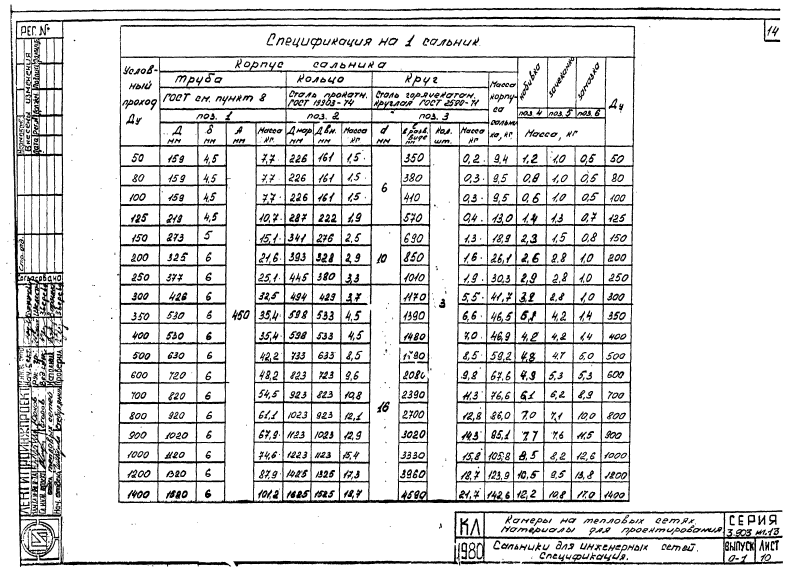 РЕГ. №
14
Спецификация на 1 сальник
Условный проход Ду | Корпус сальника | Масса корпуса сальника, кг | набивка | зачеканка | Ду
Труба | Кольцо | Круг
ГОСТ см. пункт 8 | Сталь прокатн. ГОСТ 19903-74 | Сталь горячекатан. круглая ГОСТ 2590-71
поз. 1 | поз. 2 | поз. 3 | поз. 4 | поз. 5 | поз. 6
Д мм | δ мм | ℓ мм | Масса кг | Д нар мм | Д вн. мм | Масса кг | d мм | ℓ в разв. виде мм | Кол. шт. | Масса кг | Масса, кг
50 | 159 | 4,5 | 7,7 | 226 | 161 | 1,5 | 350 | 0,2 | 9,4 | 1,2 | 1,0 | 0,5 | 50
80 | 159 | 4,5 | 7,7 | 226 | 161 | 1,5 | 380 | 0,3 | 9,5 | 0,8 | 1,0 | 0,5 | 80
6
100 | 159 | 4,5 | 7,7 | 226 | 161 | 1,5 | 410 | 0,3 | 9,5 | 0,6 | 1,0 | 0,5 | 100
125 | 219 | 4,5 | 10,7 | 287 | 222 | 1,9 | 570 | 0,4 | 13,0 | 1,4 | 1,3 | 0,7 | 125
150 | 273 | 5 | 15,1 | 341 | 276 | 2,5 | 690 | 1,3 | 18,9 | 2,3 | 1,5 | 0,8 | 150
200 | 325 | 6 | 21,6 | 393 | 328 | 2,9 | 10 | 850 | 1,6 | 26,1 | 2,6 | 2,8 | 1,0 | 200
250 | 377 | 6 | 25,1 | 445 | 380 | 3,3 | 1010 | 1,9 | 30,3 | 2,9 | 2,8 | 1,0 | 250
300 | 426 | 6 | 32,5 | 494 | 429 | 3,7 | 1170 | 5,5 | 41,7 | 3,2 | 2,8 | 1,0 | 300
350 | 530 | 6 | 450 | 35,4 | 598 | 533 | 4,5 | 1390 | 3 | 6,6 | 46,5 | 5,8 | 4,2 | 1,4 | 350
400 | 530 | 6 | 35,4 | 598 | 533 | 4,5 | 1480 | 7,0 | 46,9 | 4,2 | 4,2 | 1,4 | 400
500 | 630 | 6 | 42,2 | 733 | 633 | 8,5 | 8,5 | 59,2 | 4,8 | 4,7 | 5,0 | 500
600 | 720 | 6 | 48,2 | 823 | 723 | 9,6 | 2080 | 9,8 | 67,6 | 4,9 | 5,3 | 5,3 | 600
700 | 820 | 6 | 54,5 | 923 | 823 | 10,8 | 2390 | 11,3 | 76,6 | 6,1 | 6,2 | 8,9 | 700
16
800 | 920 | 6 | 61,1 | 1023 | 923 | 12,1 | 2700 | 12,8 | 86,0 | 7,0 | 7,1 | 10,0 | 800
900 | 1020 | 6 | 67,9 | 1123 | 1023 | 12,9 | 3020 | 14,3 | 95,1 | 7,7 | 7,6 | 11,5 | 900
1000 | 1120 | 6 | 74,6 | 1223 | 1123 | 15,4 | 3330 | 15,8 | 105,8 | 8,5 | 8,2 | 12,6 | 1000
1200 | 1320 | 6 | 87,9 | 1425 | 1325 | 17,3 | 3960 | 18,7 | 123,9 | 10,5 | 9,5 | 13,8 | 1200
1400 | 1520 | 6 | 101,2 | 1625 | 1525 | 18,7 | 4590 | 21,7 | 142,6 | 12,2 | 10,8 | 17,0 | 1400
ЛЕНГИПРОИНЖПРОЕКТ
КЛ
1980
Камеры на тепловых сетях.
Материалы для проектирования.
Сальники для инженерных сетей.
Спецификация.
СЕРИЯ
3.903 КЛ.13
ВЫПУСК
0-1
ЛИСТ
10